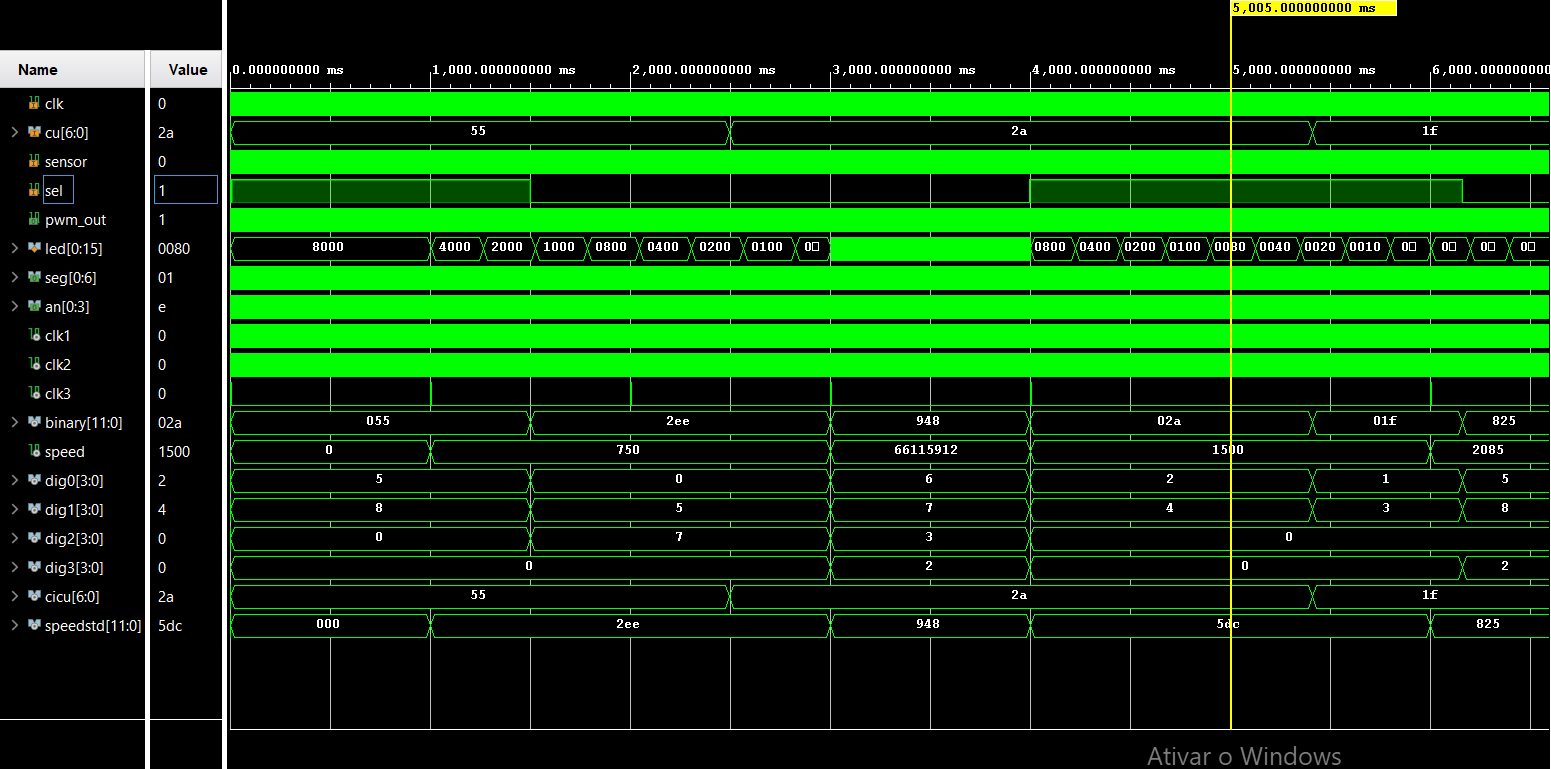 5,005.000000000 ms
Name Value
0.000000000 ms 1,000.000000000 ms 2,000.000000000 ms 3,000.000000000 ms 4,000.000000000 ms 5,000.000000000 ms 6,000.000000000
clk 0
cu[6:0] 2a 55 2a 1f
sensor 0
sel 1
pwm_out 1
led[0:15] 0080 8000 4000 2000 1000 0800 0400 0200 0100 0 0800 0400 0200 0100 0080 0040 0020 0010 0 0 0 0
seg[0:6] 01
an[0:3] e
clk1 0
clk2 0
clk3 0
binary[11:0] 02a 055 2ee 948 02a 01f 825
speed 1500 0 750 66115912 1500 2085
dig0[3:0] 2 5 0 6 2 1 5
dig1[3:0] 4 8 5 7 4 3 8
dig2[3:0] 0 0 7 3 0
dig3[3:0] 0 0 2 0 2
cicu[6:0] 2a 55 2a 1f
speedstd[11:0] 5dc 000 2ee 948 5dc 825
Ativar o Windows